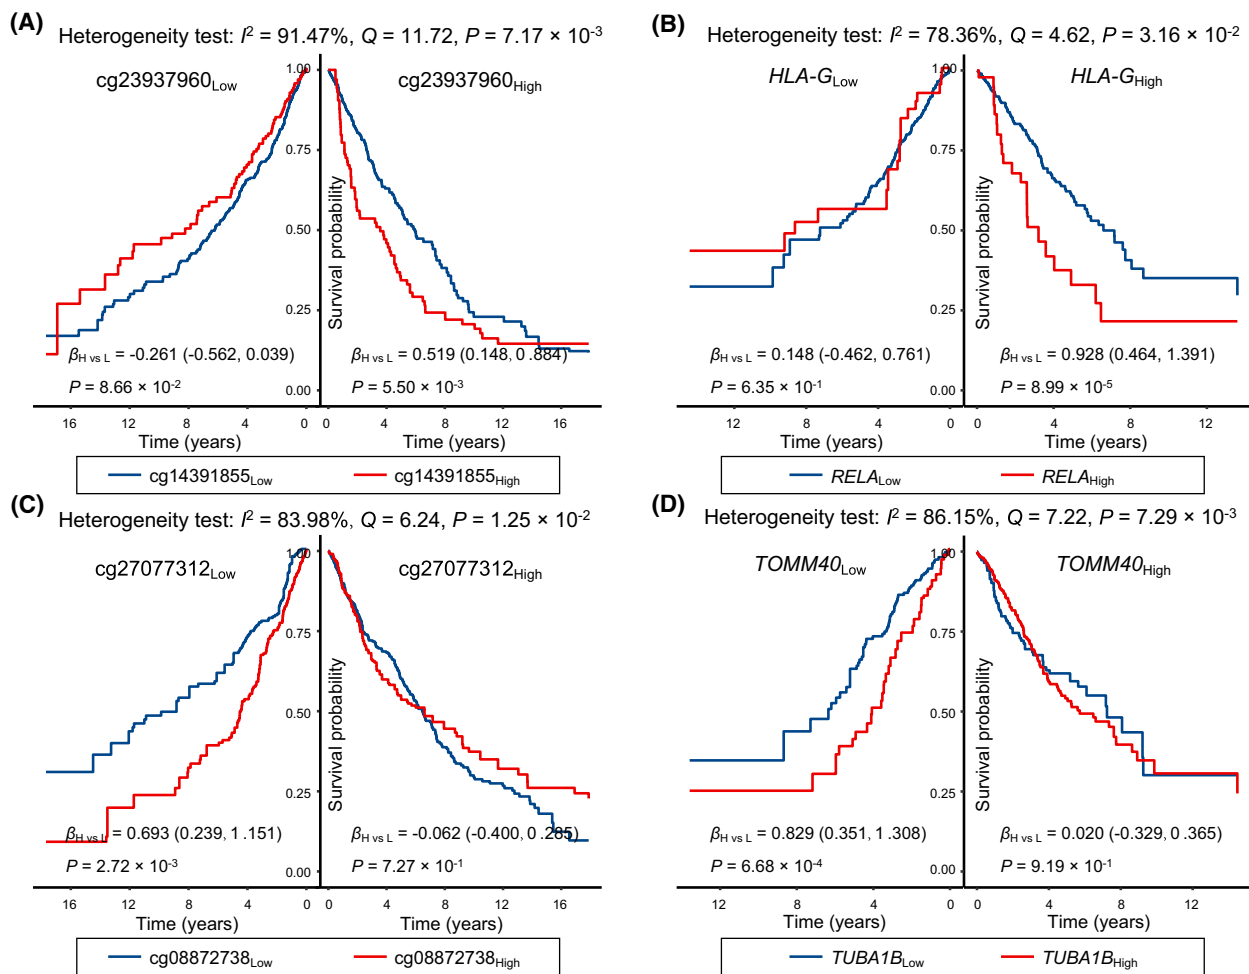 (A)
Heterogeneity test: I² = 91.47%, Q = 11.72, P = 7.17 × 10⁻³
cg23937960Low
cg23937960High
1.00
0.75
0.50
0.25
0.00
Survival probability
βH vs L = -0.261 (-0.562, 0.039)
P = 8.66 × 10⁻²
βH vs L = 0.519 (0.148, 0.884)
P = 5.50 × 10⁻³
16 12 8 4 0
0 4 8 12 16
Time (years)
Time (years)
cg14391855Low
cg14391855High
(B)
Heterogeneity test: I² = 78.36%, Q = 4.62, P = 3.16 × 10⁻²
HLA-GLow
HLA-GHigh
1.00
0.75
0.50
0.25
0.00
Survival probability
βH vs L = 0.148 (-0.462, 0.761)
P = 6.35 × 10⁻¹
βH vs L = 0.928 (0.464, 1.391)
P = 8.99 × 10⁻⁵
12 8 4 0
0 4 8 12
Time (years)
Time (years)
RELALow
RELAHigh
(C)
Heterogeneity test: I² = 83.98%, Q = 6.24, P = 1.25 × 10⁻²
cg27077312Low
cg27077312High
1.00
0.75
0.50
0.25
0.00
Survival probability
βH vs L = 0.693 (0.239, 1.151)
P = 2.72 × 10⁻³
βH vs L = -0.062 (-0.400, 0.285)
P = 7.27 × 10⁻¹
16 12 8 4 0
0 4 8 12 16
Time (years)
Time (years)
cg08872738Low
cg08872738High
(D)
Heterogeneity test: I² = 86.15%, Q = 7.22, P = 7.29 × 10⁻³
TOMM40Low
TOMM40High
1.00
0.75
0.50
0.25
0.00
Survival probability
βH vs L = 0.829 (0.351, 1.308)
P = 6.68 × 10⁻⁴
βH vs L = 0.020 (-0.329, 0.365)
P = 9.19 × 10⁻¹
12 8 4 0
0 4 8 12
Time (years)
Time (years)
TUBA1BLow
TUBA1BHigh